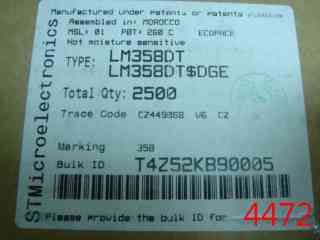 Manufactured under patents or patents pending
Assembled in: MOROCCO
MSL: 01 PBT: 260 C ECOPACK
Not moisture sensitive
TYPE: LM358DT
LM358DT$DGE
Total Qty: 2500
Trace Code CZ449358 V6 CZ
Marking 358
Bulk ID T4Z52KB90005
Please provide the bulk ID
STMicroelectronics
4472